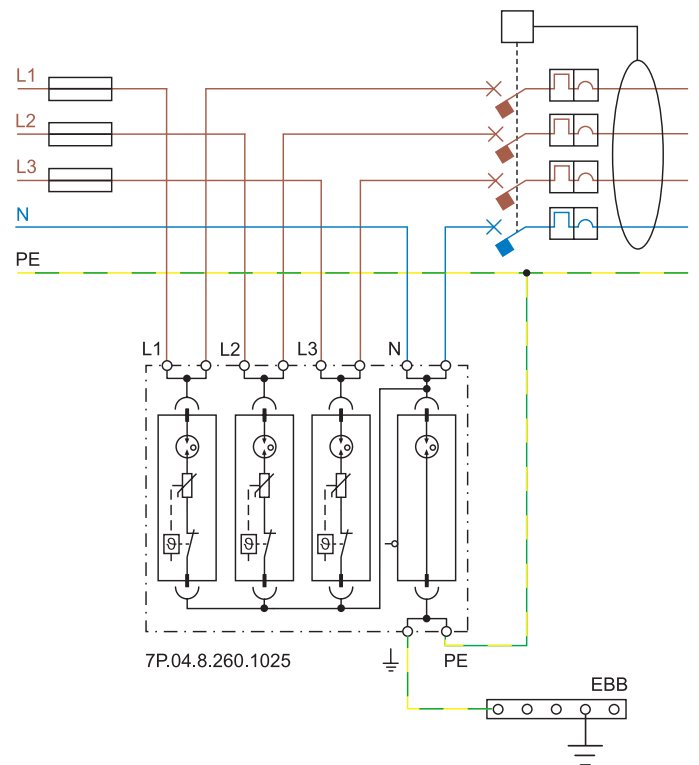 L1
L2
L3
N
PE
L1 L2 L3 N
ϑ ϑ ϑ
7P.04.8.260.1025 PE
EBB